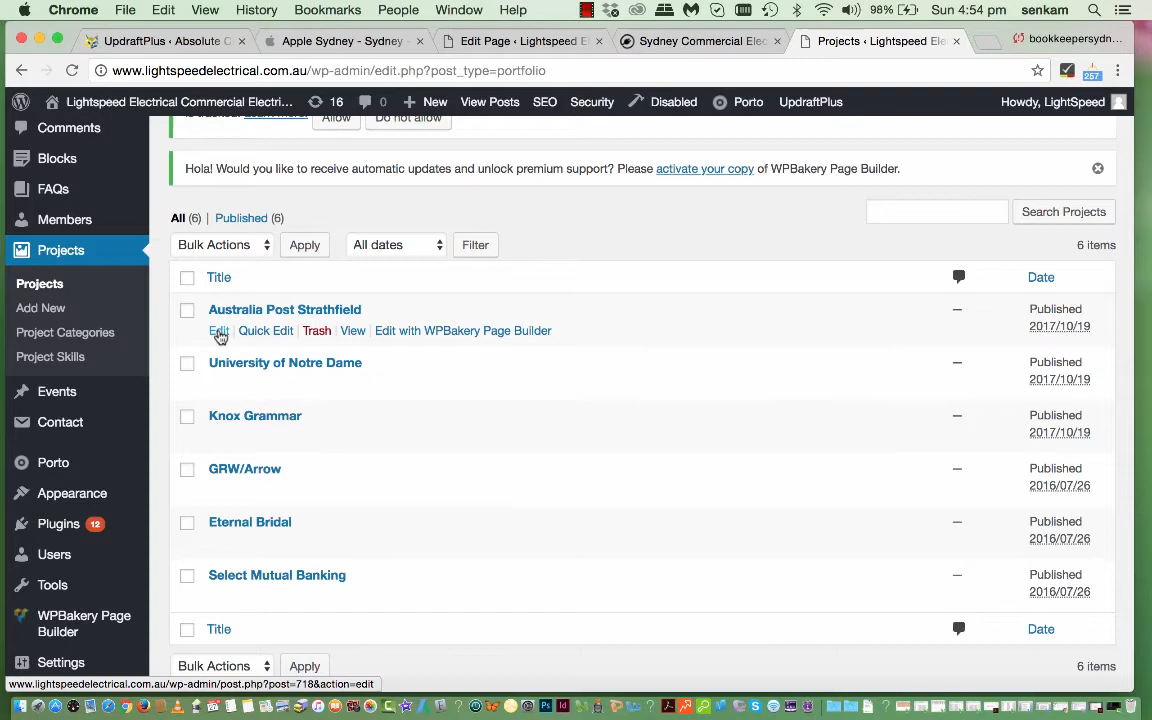 Chrome File Edit View History Bookmarks People Window Help 98% Sun 4:54 pm senkam
UpdraftPlus ‹ Absolute C Apple Sydney - Sydney Edit Page ‹ Lightspeed E Sydney Commercial Elec Projects ‹ Lightspeed Ele bookkeepersydn...
www.lightspeedelectrical.com.au/wp-admin/edit.php?post_type=portfolio 257
Lightspeed Electrical Commercial Electri... 16 0 New View Posts SEO Security Disabled Porto UpdraftPlus Howdy, LightSpeed
Comments
Blocks
FAQs
Members
Projects
Projects
Add New
Project Categories
Project Skills
Events
Contact
Porto
Appearance
Plugins 12
Users
Tools
WPBakery Page
Builder
Settings
Allow Do not allow
Hola! Would you like to receive automatic updates and unlock premium support? Please activate your copy of WPBakery Page Builder.
All (6) | Published (6)
Search Projects
Bulk Actions Apply All dates Filter 6 items
Title Date
Australia Post Strathfield — Published
Edit | Quick Edit | Trash | View | Edit with WPBakery Page Builder 2017/10/19
University of Notre Dame — Published
2017/10/19
Knox Grammar — Published
2017/10/19
GRW/Arrow — Published
2016/07/26
Eternal Bridal — Published
2016/07/26
Select Mutual Banking — Published
2016/07/26
Title Date
Bulk Actions Apply 6 items
www.lightspeedelectrical.com.au/wp-admin/post.php?post=718&action=edit